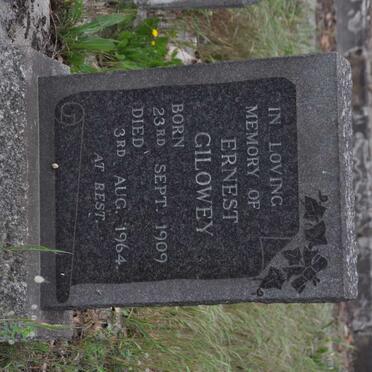 IN LOVING
MEMORY OF
ERNEST
GILOWEY
BORN
23RD SEPT. 1909
DIED
3RD AUG. 1964.
AT REST.